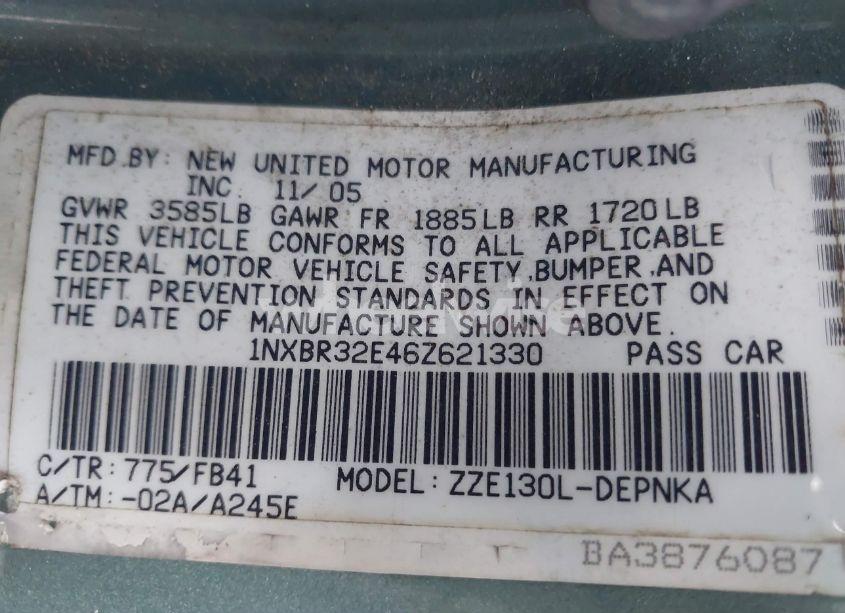 MFD.BY: NEW UNITED MOTOR MANUFACTURING
INC. 11/05
GVWR 3585LB GAWR FR 1885LB RR 1720LB
THIS VEHICLE CONFORMS TO ALL APPLICABLE
FEDERAL MOTOR VEHICLE SAFETY,BUMPER,AND
THEFT PREVENTION STANDARDS IN EFFECT ON
THE DATE OF MANUFACTURE SHOWN ABOVE.
1NXBR32E46Z621330 PASS CAR
C/TR: 775/FB41 MODEL: ZZE130L-DEPNKA
A/TM: -02A/A245E
BA3876087